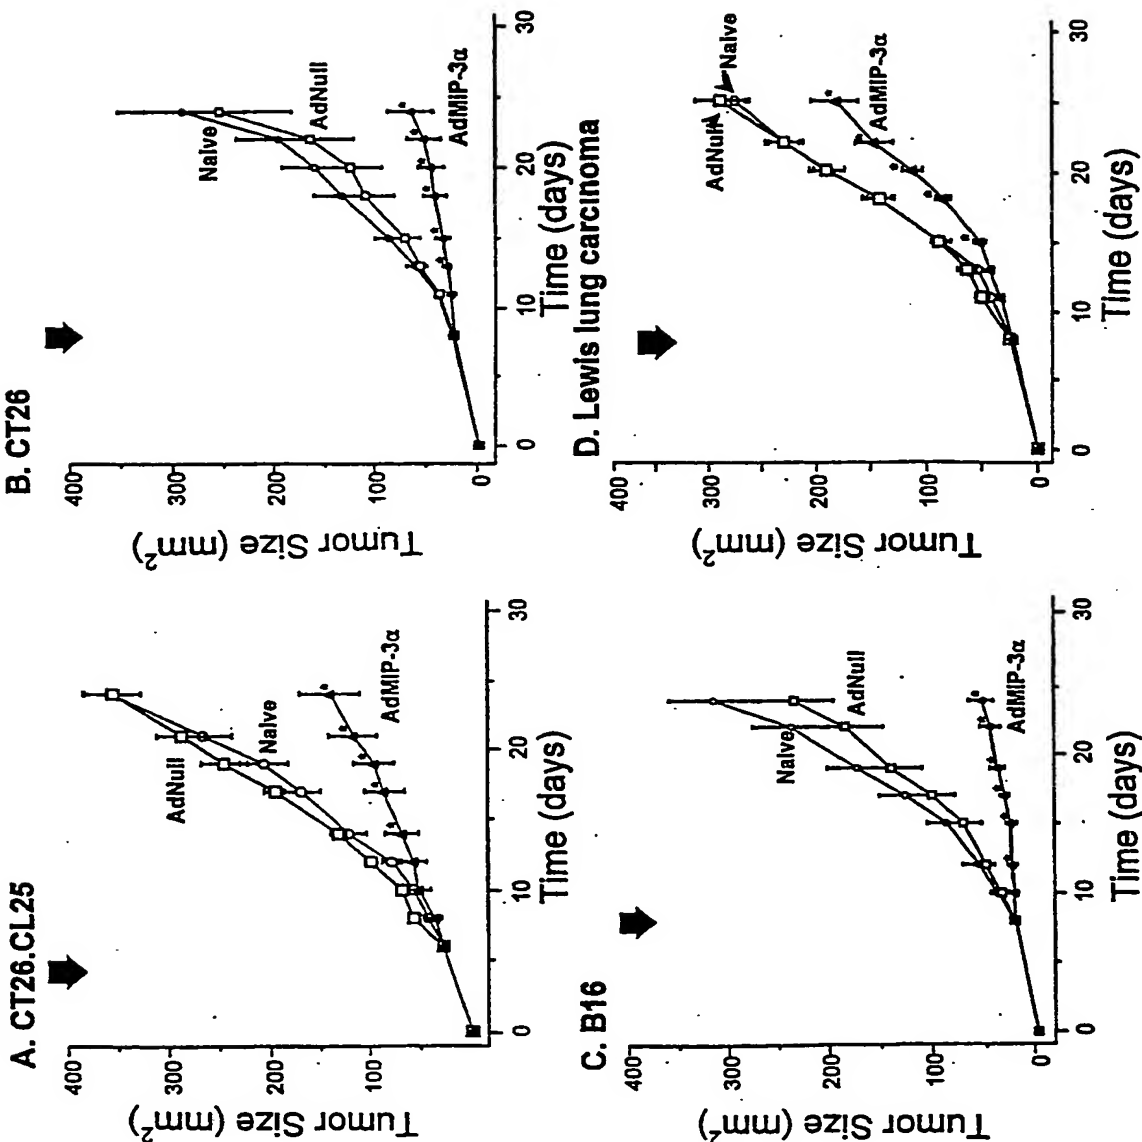 A. CT26.CL25
Tumor Size (mm²)
400
300
200
100
AdNull
Naive
AdMIP-3α
*
*
*
*
*
0
10
20
30
Time (days)
B. CT26
Tumor Size (mm²)
400
300
200
100
0
Naive
AdNull
AdMIP-3α
*
*
*
*
*
*
0
10
20
30
Time (days)
C. B16
Tumor Size (mm²)
400
300
200
100
0
Naive
AdNull
AdMIP-3α
*
*
*
*
*
*
0
10
20
30
Time (days)
D. Lewis lung carcinoma
Tumor Size (mm²)
400
300
200
100
0
AdNull
Naive
AdMIP-3α
*
*
*
*
*
0
10
20
30
Time (days)